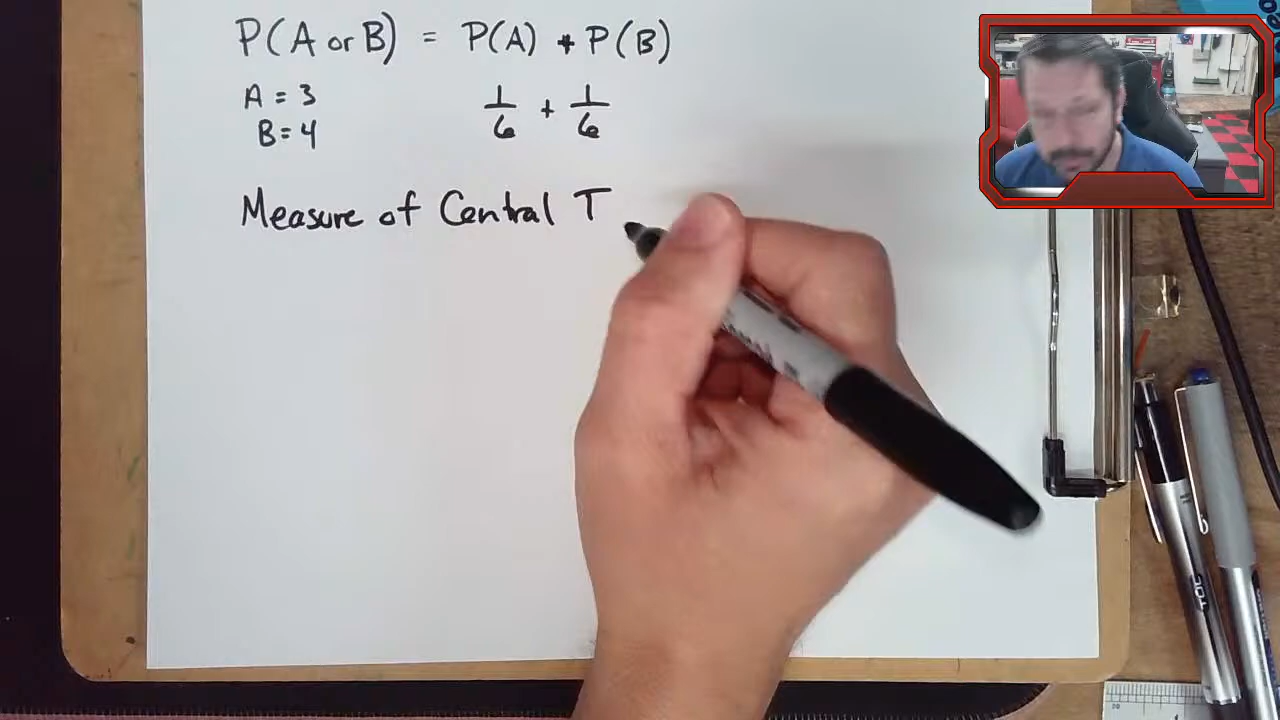 P(A or B) = P(A) + P(B)
A = 3
B = 4
1/6 + 1/6
Measure of Central T